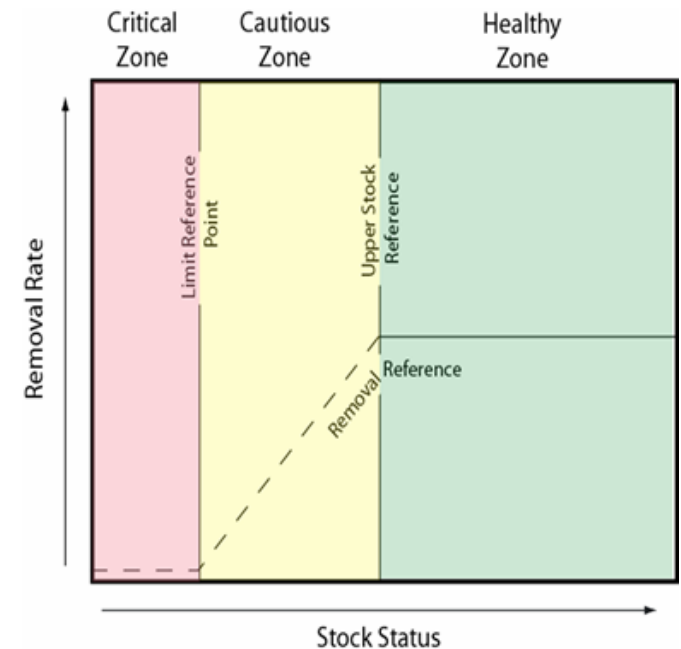 Critical
Zone
Cautious
Zone
Healthy
Zone
Removal Rate
Limit Reference
Point
Upper Stock
Reference
Removal Reference
Stock Status